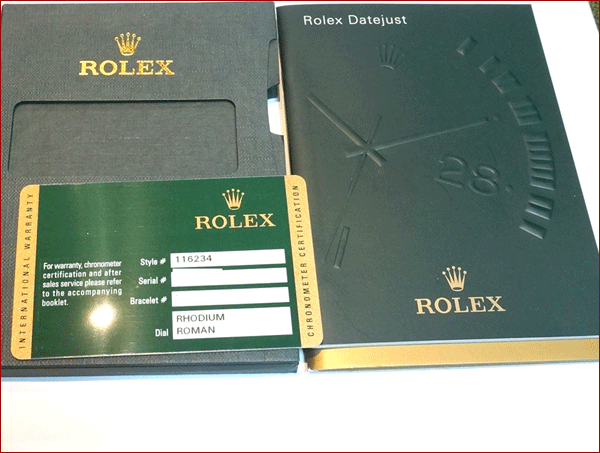 ROLEX
Rolex Datejust
28
ROLEX
INTERNATIONAL WARRANTY
ROLEX
For warranty, chronometer
certification and after
sales service please refer
to the accompanying
booklet.
Style # 116234
Serial #
Bracelet #
Dial RHODIUM
ROMAN
CHRONOMETER CERTIFICATION